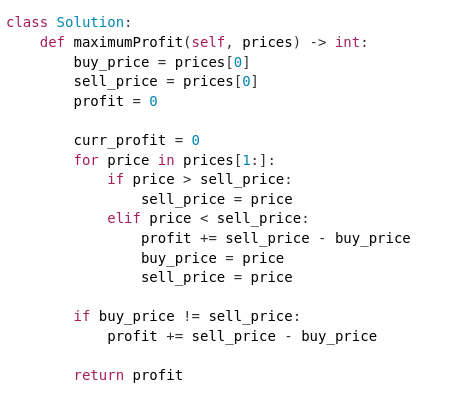 class Solution:
    def maximumProfit(self, prices) -> int:
        buy_price = prices[0]
        sell_price = prices[0]
        profit = 0

        curr_profit = 0
        for price in prices[1:]:
            if price > sell_price:
                sell_price = price
            elif price < sell_price:
                profit += sell_price - buy_price
                buy_price = price
                sell_price = price

        if buy_price != sell_price:
            profit += sell_price - buy_price

        return profit